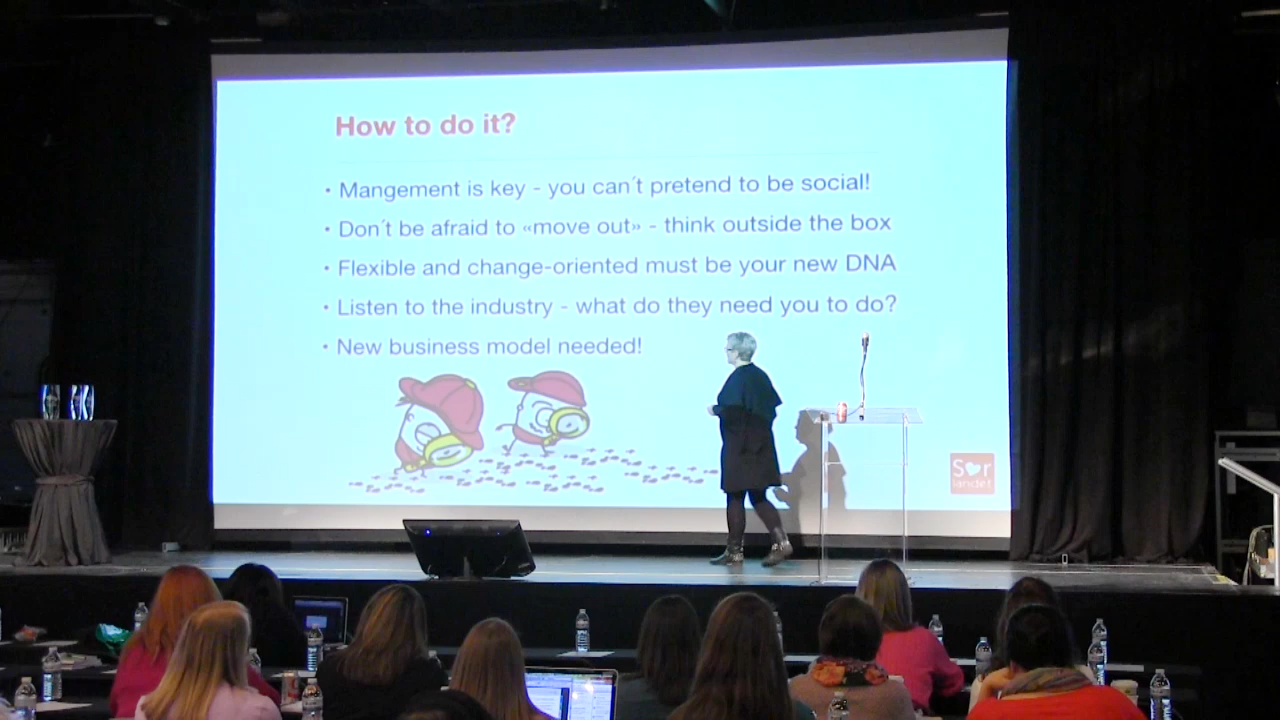 How to do it?
• Mangement is key - you can´t pretend to be social!
• Don´t be afraid to «move out» - think outside the box
• Flexible and change-oriented must be your new DNA
• Listen to the industry - what do they need you to do?
• New business model needed!
Sørlandet